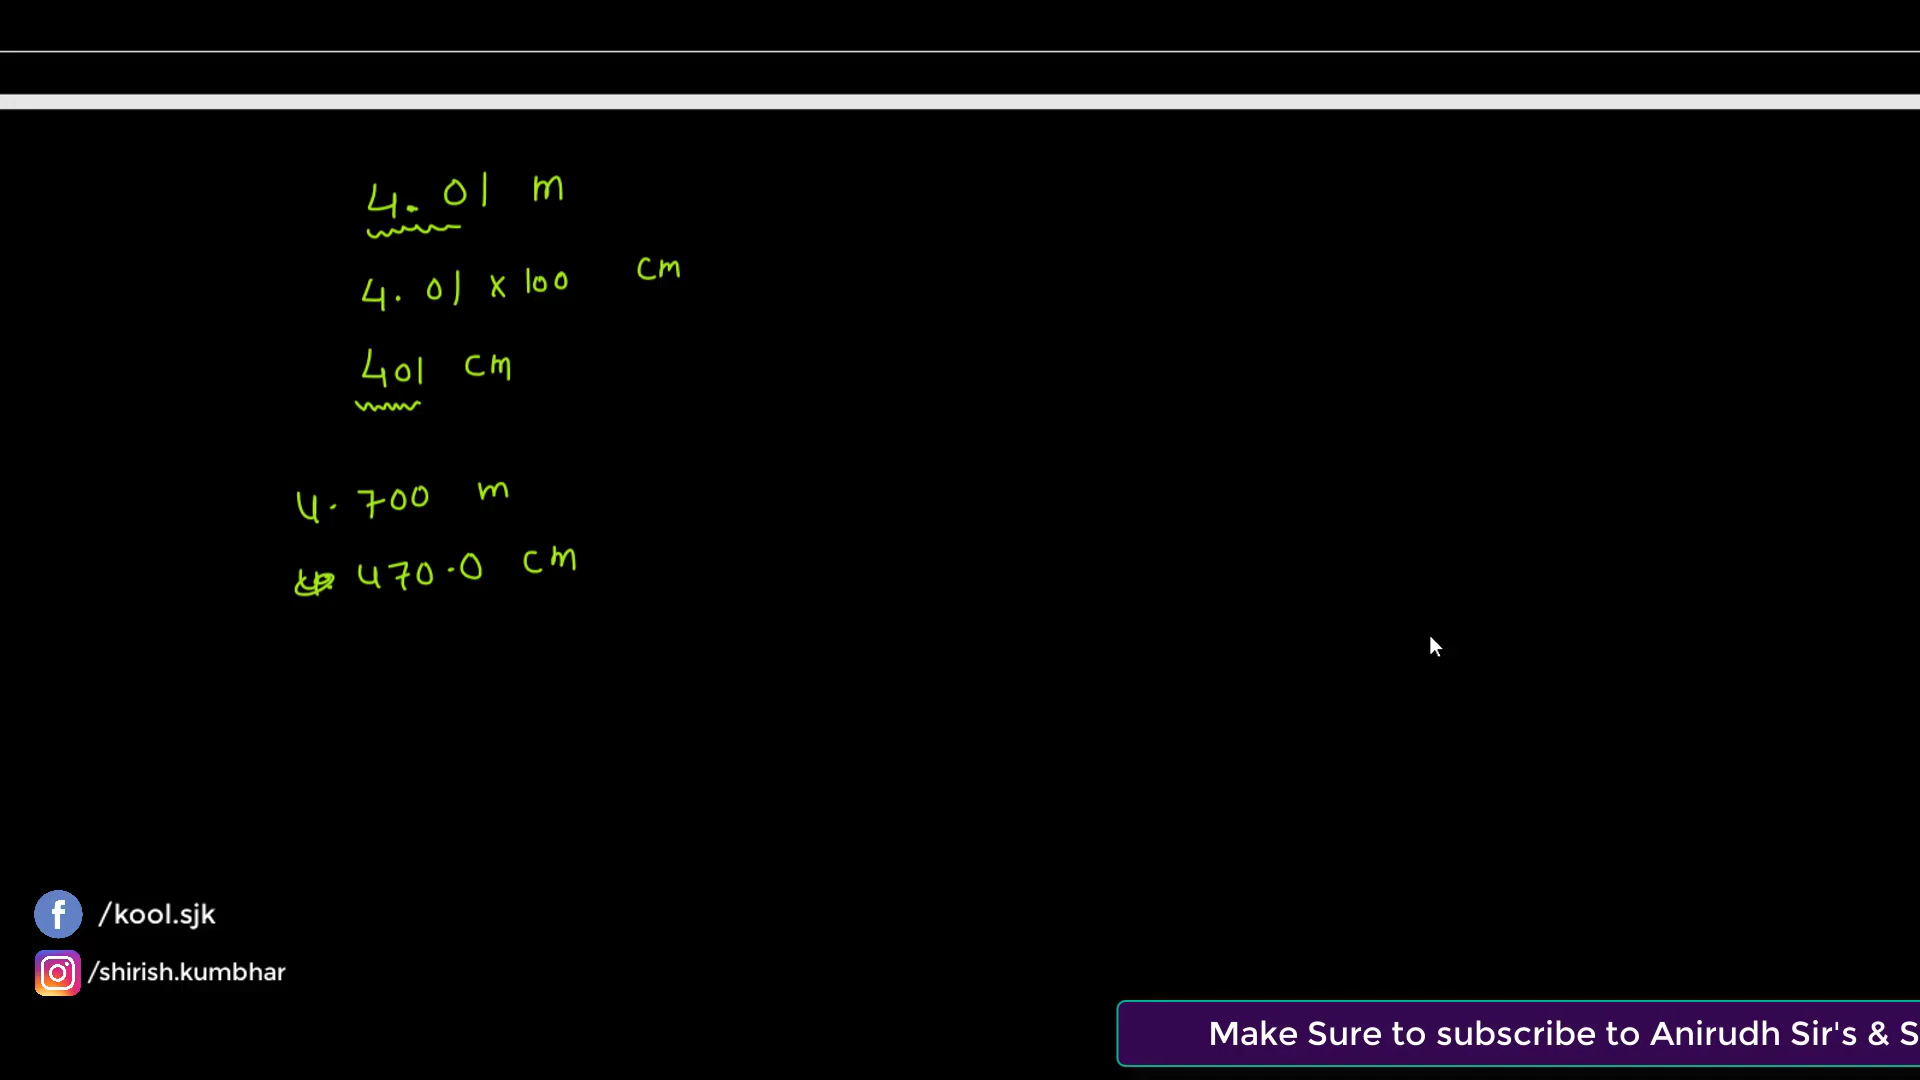 4.01 m
4.01 x 100 cm
401 cm
4.700 m
470.0 cm
/kool.sjk
/shirish.kumbhar
Make Sure to subscribe to Anirudh Sir's & S